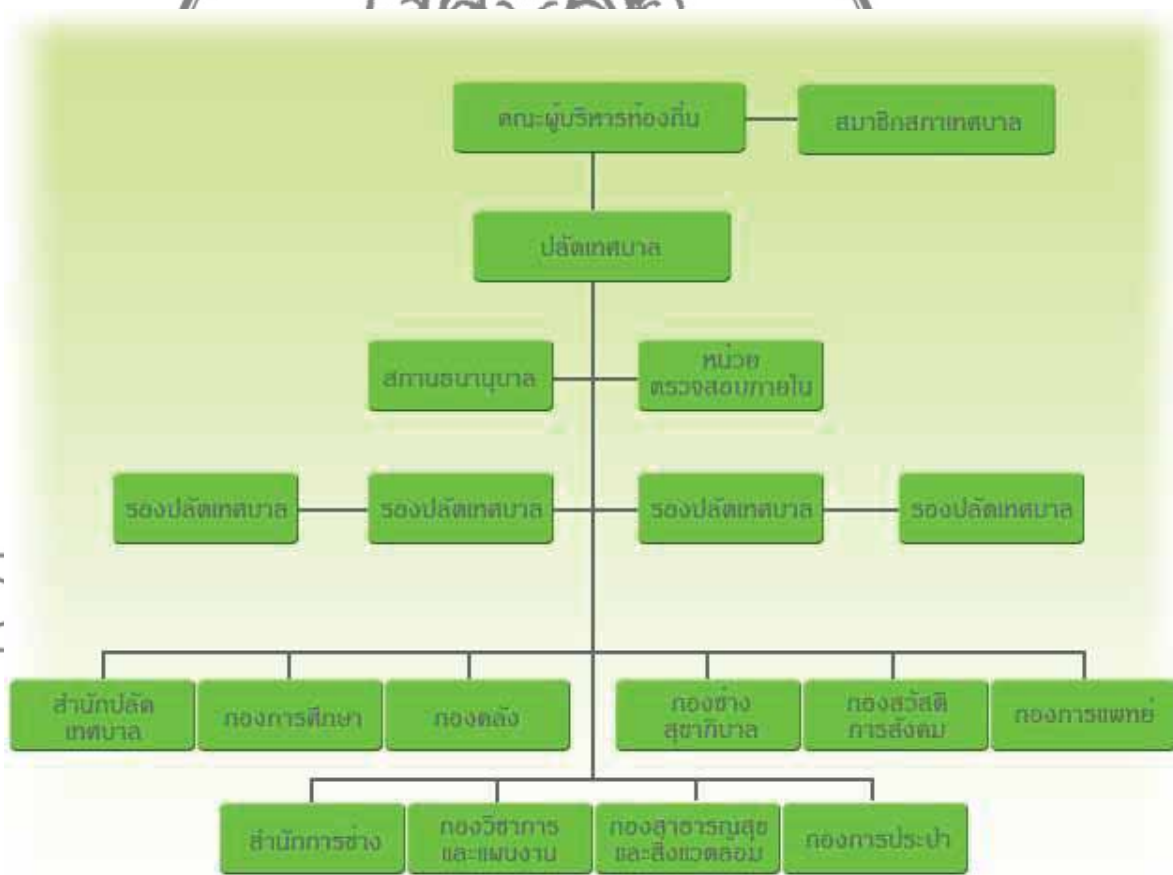 คณะผู้บริหารท้องถิ่น
สมาชิกสภาเทศบาล
ปลัดเทศบาล
สถานธนานุบาล
หน่วย
ตรวจสอบภายใน
รองปลัดเทศบาล
รองปลัดเทศบาล
รองปลัดเทศบาล
รองปลัดเทศบาล
สำนักปลัด
เทศบาล
กองการศึกษา
กองคลัง
กองช่าง
สุขาภิบาล
กองสวัสดิ
การสังคม
กองการแพทย์
สำนักการช่าง
กองวิชาการ
และแผนงาน
กองสาธารณสุข
และสิ่งแวดล้อม
กองการประปา